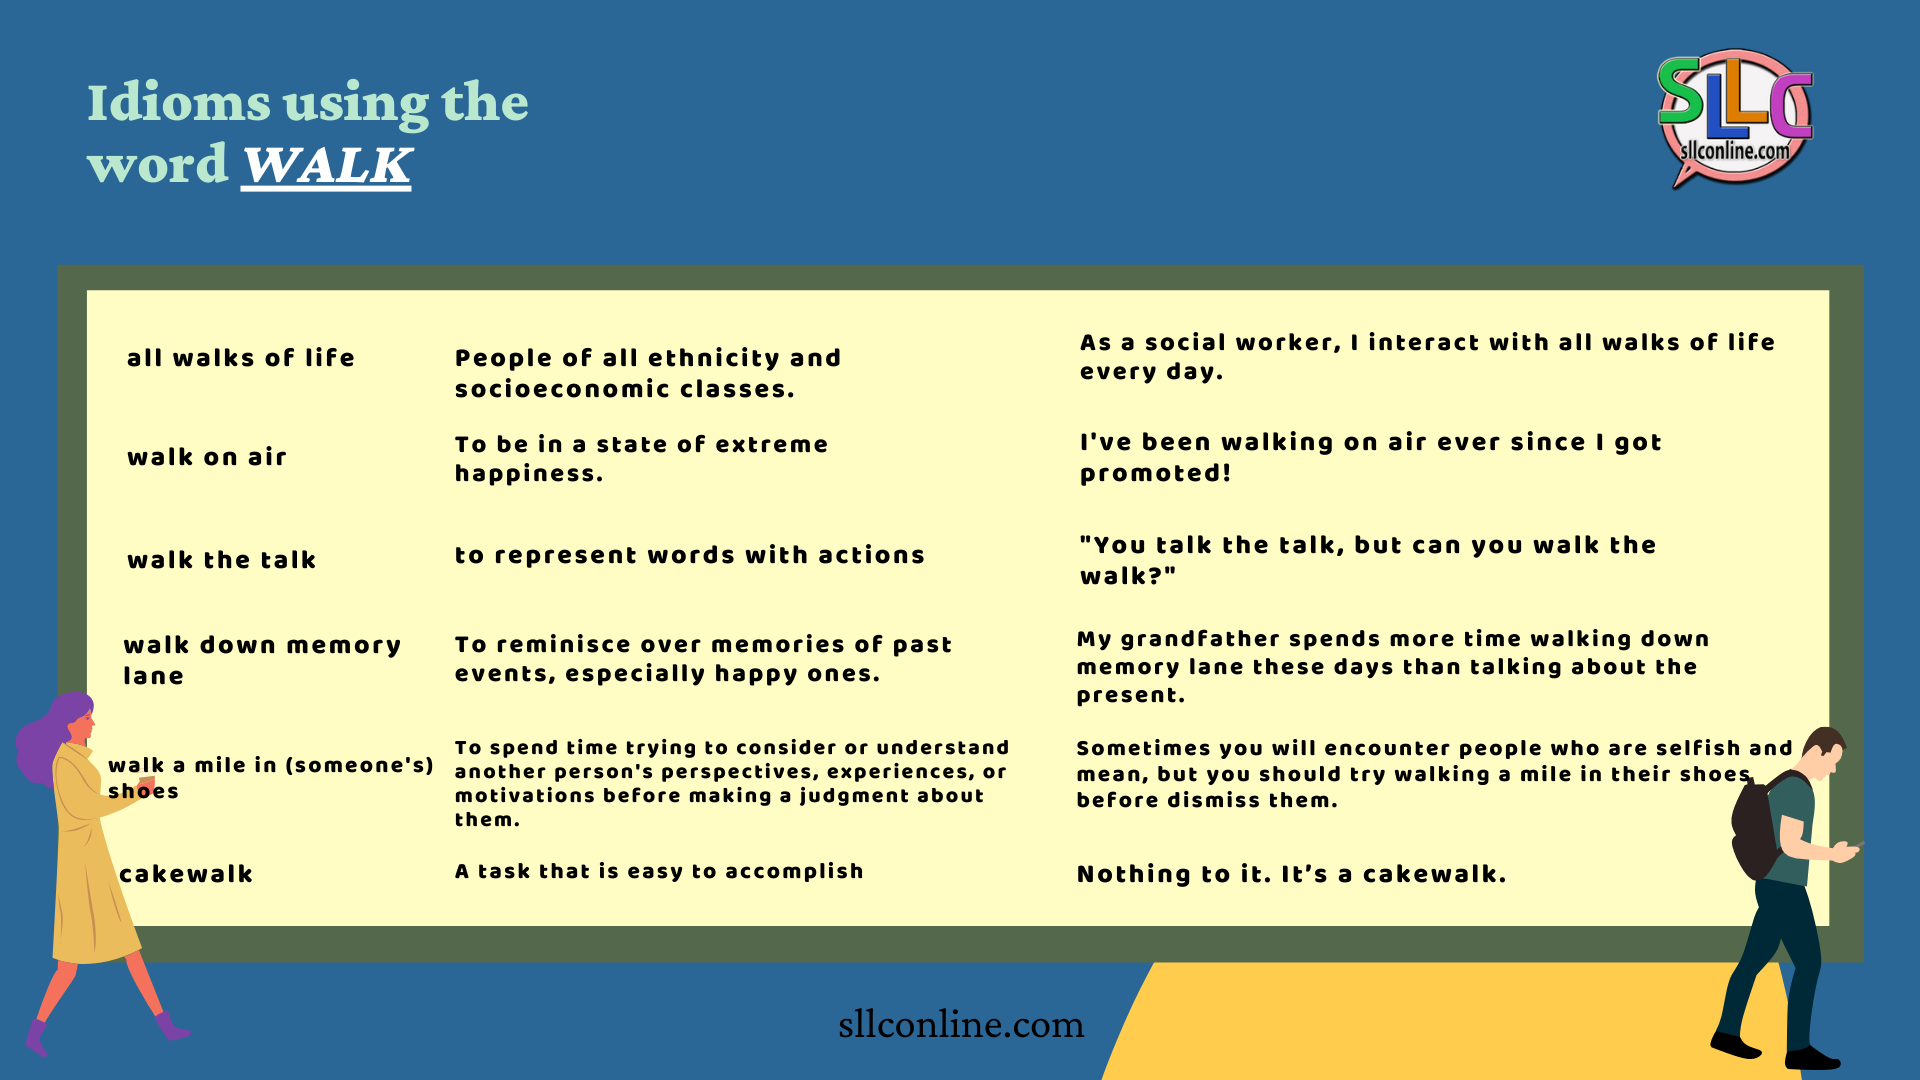 Idioms using the
word WALK
SLLC
sllconline.com
all walks of life
People of all ethnicity and
socioeconomic classes.
As a social worker, I interact with all walks of life
every day.
walk on air
To be in a state of extreme
happiness.
I've been walking on air ever since I got
promoted!
walk the talk
to represent words with actions
"You talk the talk, but can you walk the
walk?"
walk down memory
lane
To reminisce over memories of past
events, especially happy ones.
My grandfather spends more time walking down
memory lane these days than talking about the
present.
walk a mile in (someone's)
shoes
To spend time trying to consider or understand
another person's perspectives, experiences, or
motivations before making a judgment about
them.
Sometimes you will encounter people who are selfish and
mean, but you should try walking a mile in their shoes
before dismiss them.
cakewalk
A task that is easy to accomplish
Nothing to it. It’s a cakewalk.
sllconline.com